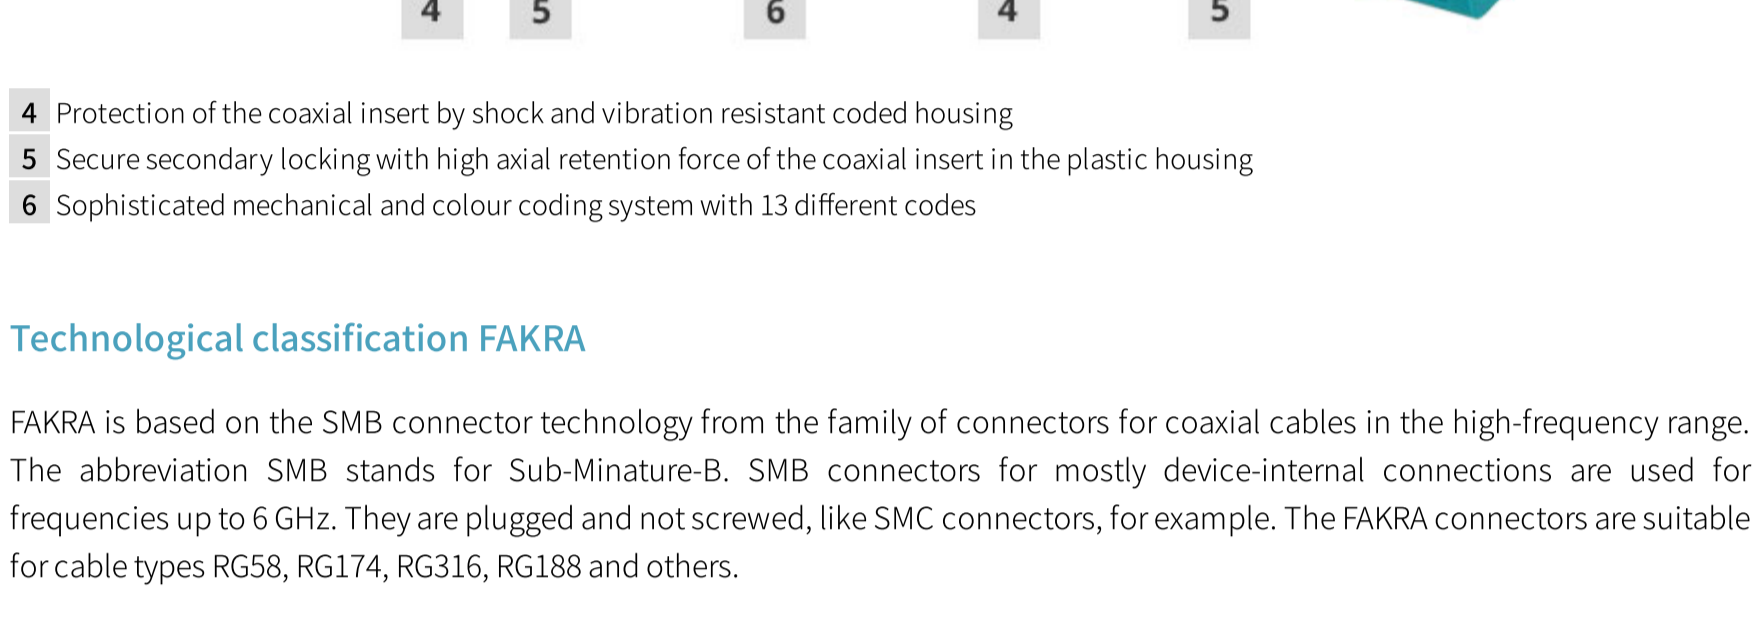 4 5 6 4 5
4 Protection of the coaxial insert by shock and vibration resistant coded housing
5 Secure secondary locking with high axial retention force of the coaxial insert in the plastic housing
6 Sophisticated mechanical and colour coding system with 13 different codes
Technological classification FAKRA
FAKRA is based on the SMB connector technology from the family of connectors for coaxial cables in the high-frequency range.
The abbreviation SMB stands for Sub-Minature-B. SMB connectors for mostly device-internal connections are used for
frequencies up to 6 GHz. They are plugged and not screwed, like SMC connectors, for example. The FAKRA connectors are suitable
for cable types RG58, RG174, RG316, RG188 and others.